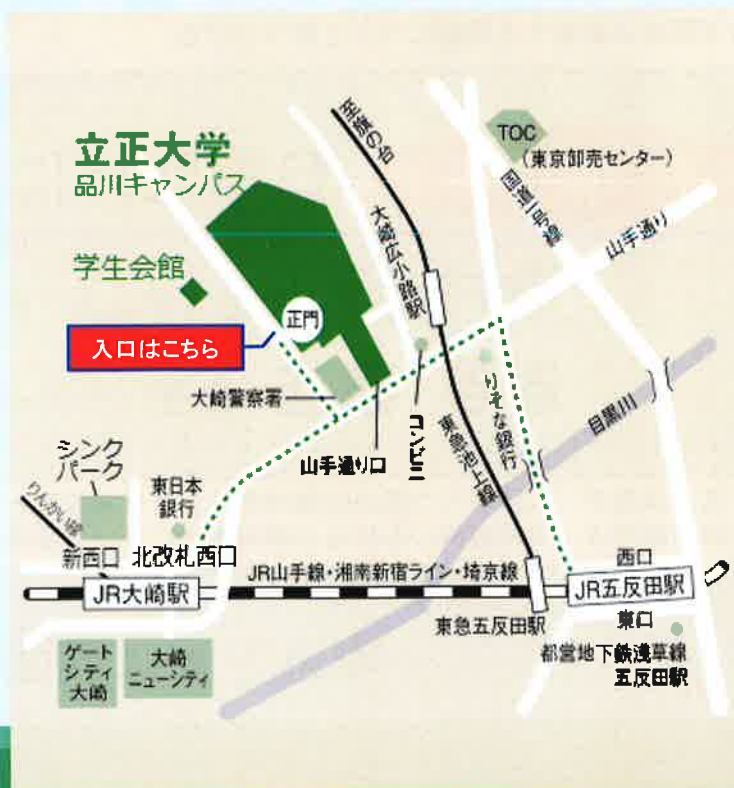 立正大学
品川キャンパス
学生会館
入口はこちら
正門
大崎警察署
山手通り口
コンビニ
至旗の台
大崎広小路駅
TOC
(東京卸売センター)
国道一号線
山手通り
りそな銀行
東急池上線
目黒川
シンク
パーク
りんかい線
東日本
銀行
新西口
北改札西口
JR大崎駅
JR山手線・湘南新宿ライン・埼京線
西口
JR五反田駅
東口
東急五反田駅
都営地下鉄浅草線
五反田駅
ゲート
シティ
大崎
大崎
ニューシティ